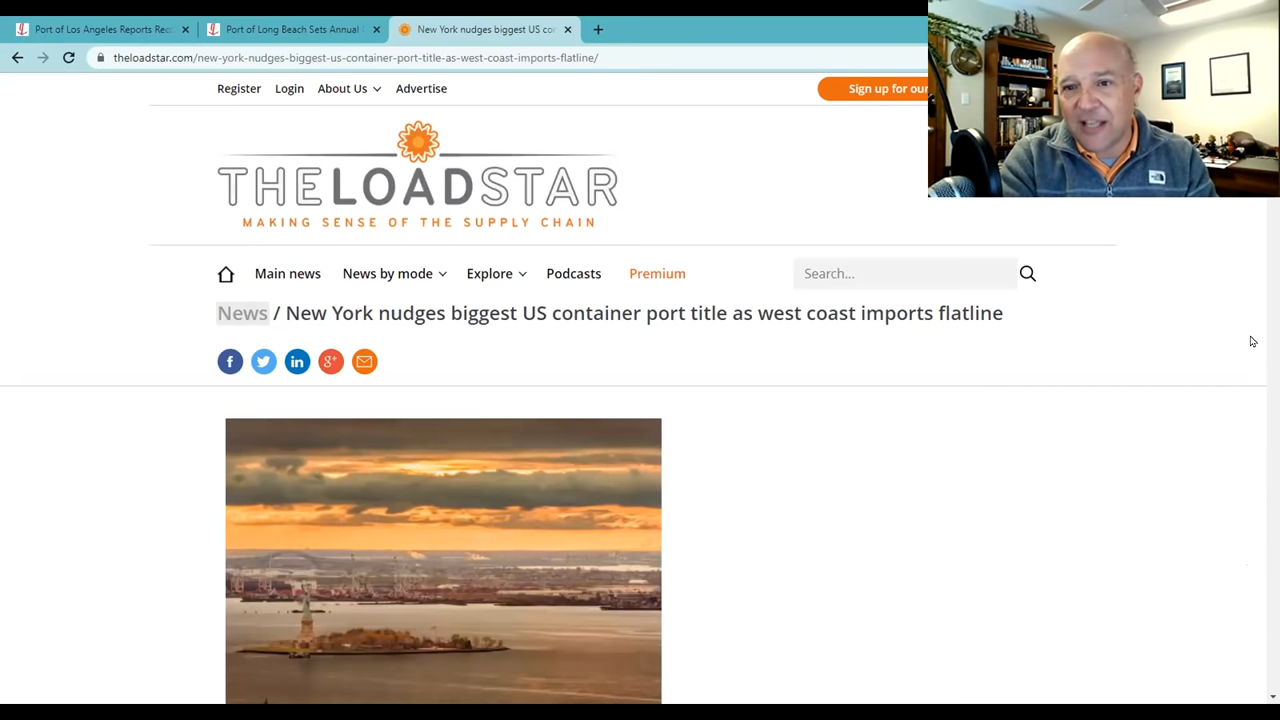 Port of Los Angeles Reports Rec
Port of Long Beach Sets Annual
New York nudges biggest US co
theloadstar.com/new-york-nudges-biggest-us-container-port-title-as-west-coast-imports-flatline/
Register Login About Us Advertise
Sign up for our
THELOADSTAR
MAKING SENSE OF THE SUPPLY CHAIN
Main news News by mode Explore Podcasts Premium
Search...
News / New York nudges biggest US container port title as west coast imports flatline
f in g+